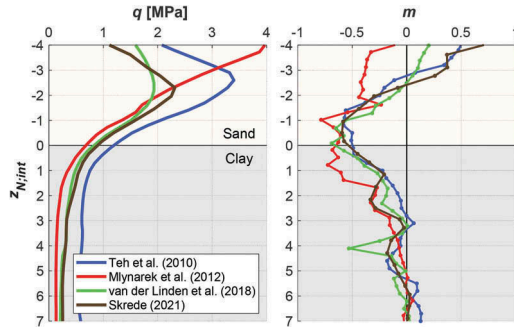 q [MPa]
0 1 2 3 4
-4
-3
-2
-1
0
1
2
3
4
5
6
7
z_N;int
Sand
Clay
Teh et al. (2010)
Mlynarek et al. (2012)
van der Linden et al. (2018)
Skrede (2021)
m
-1 -0.5 0 0.5 1
-4
-3
-2
-1
0
1
2
3
4
5
6
7